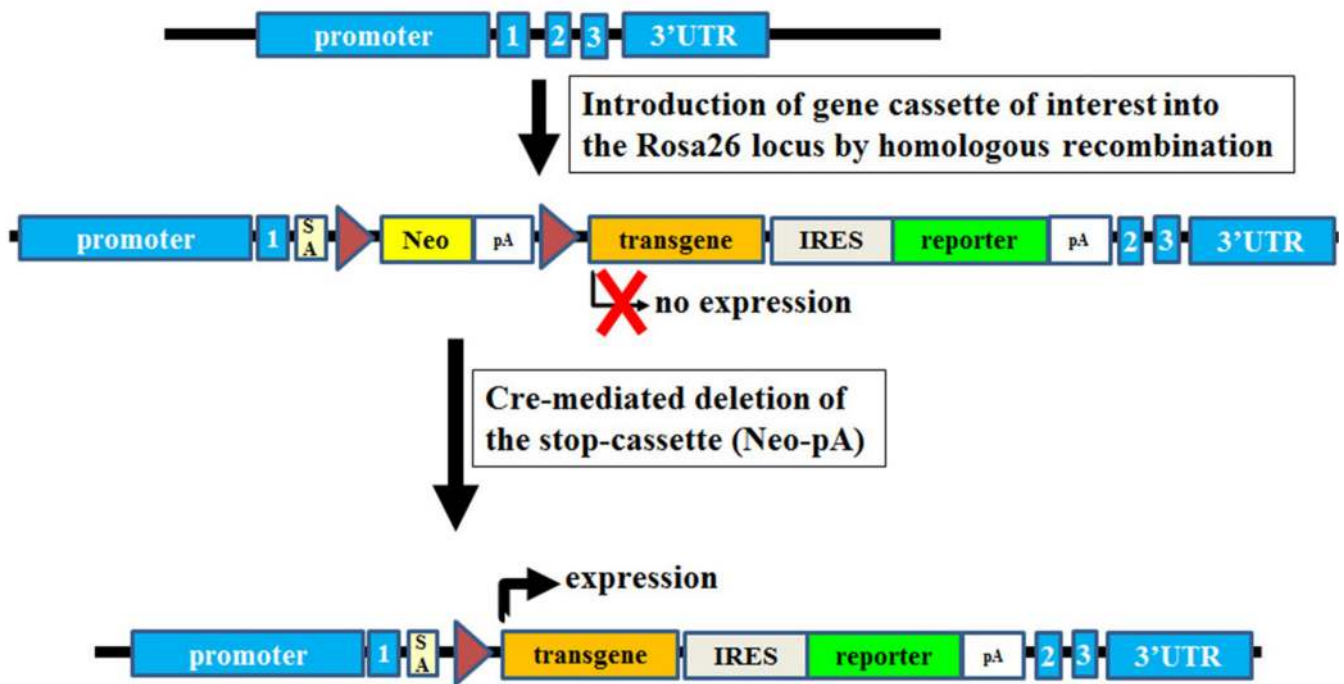 promoter 1 2 3 3’UTR
Introduction of gene cassette of interest into
the Rosa26 locus by homologous recombination
promoter 1 SA Neo pA transgene IRES reporter pA 2 3 3’UTR
no expression
Cre-mediated deletion of
the stop-cassette (Neo-pA)
expression
promoter 1 SA transgene IRES reporter pA 2 3 3’UTR